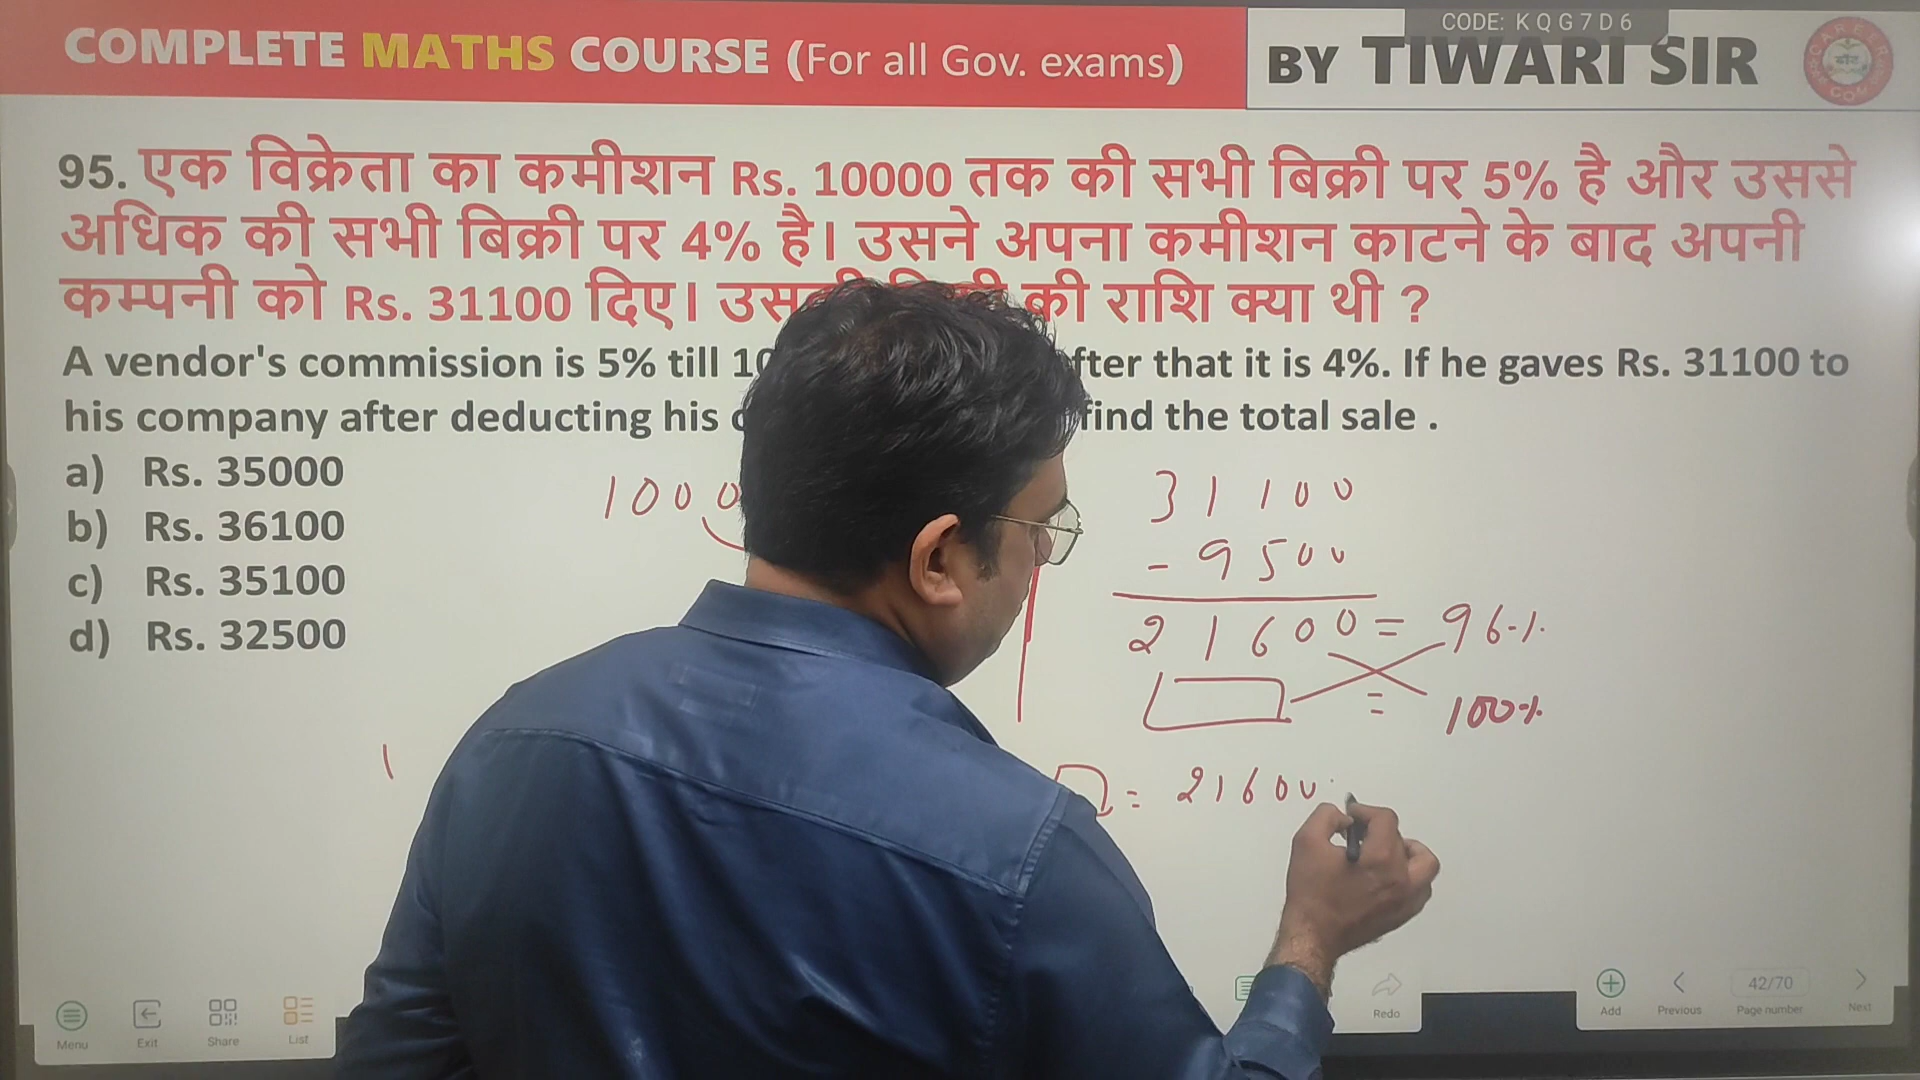 COMPLETE MATHS COURSE (For all Gov. exams)
CODE: K Q G 7 D 6
BY TIWARI SIR
95. एक विक्रेता का कमीशन Rs. 10000 तक की सभी बिक्री पर 5% है और उससे
अधिक की सभी बिक्री पर 4% है। उसने अपना कमीशन काटने के बाद अपनी
कम्पनी को Rs. 31100 दिए। की राशि क्या थी ?
A vendor's commission is 5% till that it is 4%. If he gaves Rs. 31100 to
his company after deducting his find the total sale .
a) Rs. 35000
b) Rs. 36100
c) Rs. 35100
d) Rs. 32500
1000
31100
- 9500
21600 = 96%
= 100%
= 21600
Menu
Exit
Share
List
Redo
Add
Previous
42/70
Page number
Next